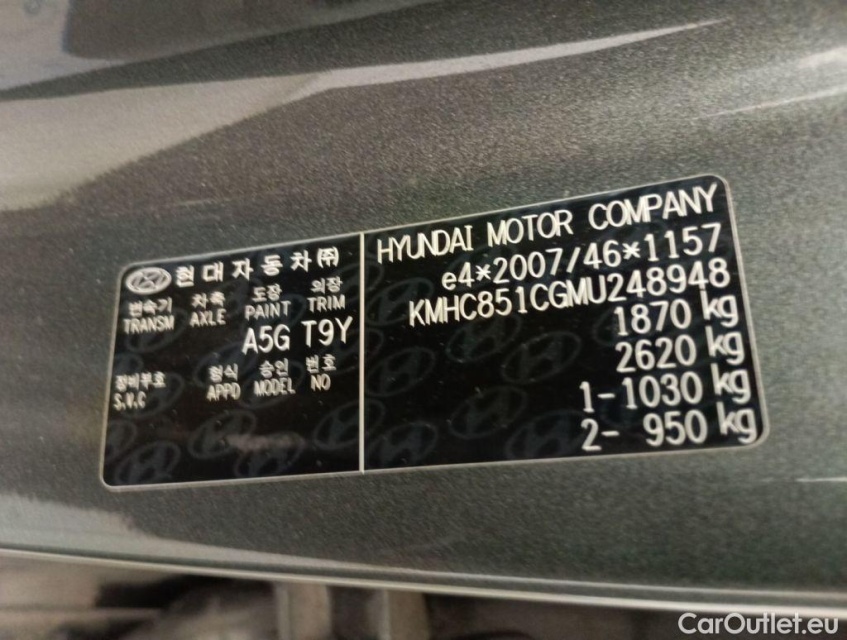 현대자동차㈜
변속기 차축 도장 의장
TRANSM AXLE PAINT TRIM
A5G T9Y
정비부호 형식 승인 번호
S.V.C APPD MODEL NO
HYUNDAI MOTOR COMPANY
e4*2007/46*1157
KMHC851CGMU248948
1870 kg
2620 kg
1- 1030 kg
2- 950 kg
CarOutlet.eu